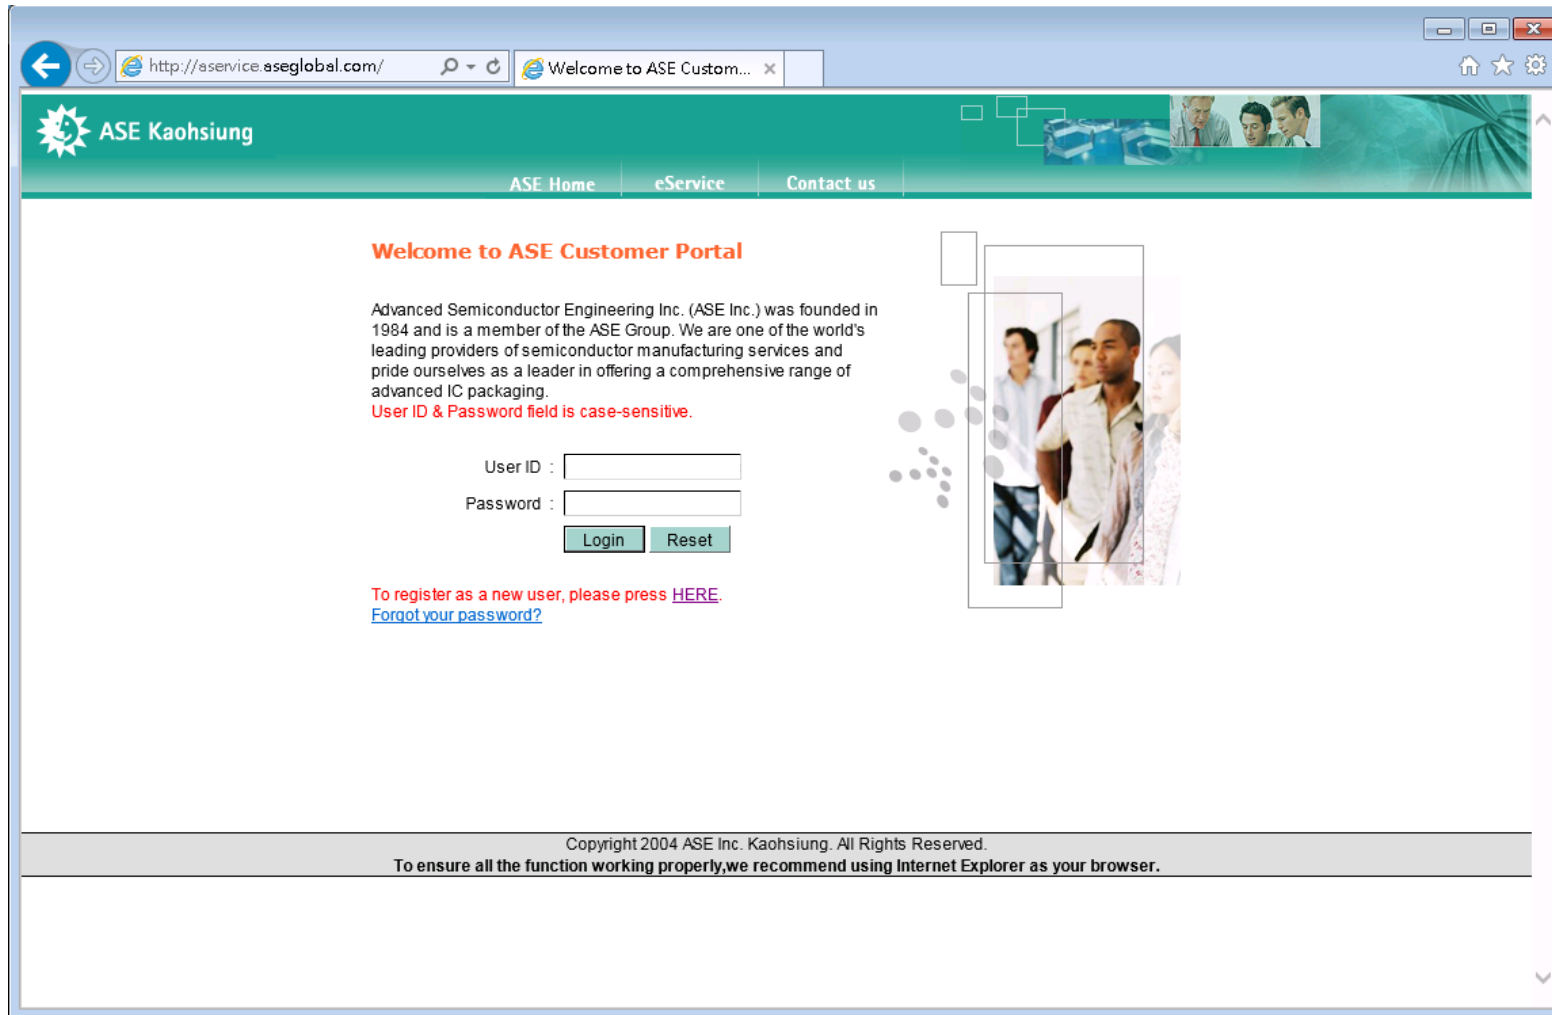 http://aservice.aseglobal.com/
Welcome to ASE Custom...
ASE Kaohsiung
ASE Home
eService
Contact us
Welcome to ASE Customer Portal
Advanced Semiconductor Engineering Inc. (ASE Inc.) was founded in
1984 and is a member of the ASE Group. We are one of the world's
leading providers of semiconductor manufacturing services and
pride ourselves as a leader in offering a comprehensive range of
advanced IC packaging.
User ID & Password field is case-sensitive.
User ID :
Password :
Login
Reset
To register as a new user, please press HERE.
Forgot your password?
Copyright 2004 ASE Inc. Kaohsiung. All Rights Reserved.
To ensure all the function working properly,we recommend using Internet Explorer as your browser.